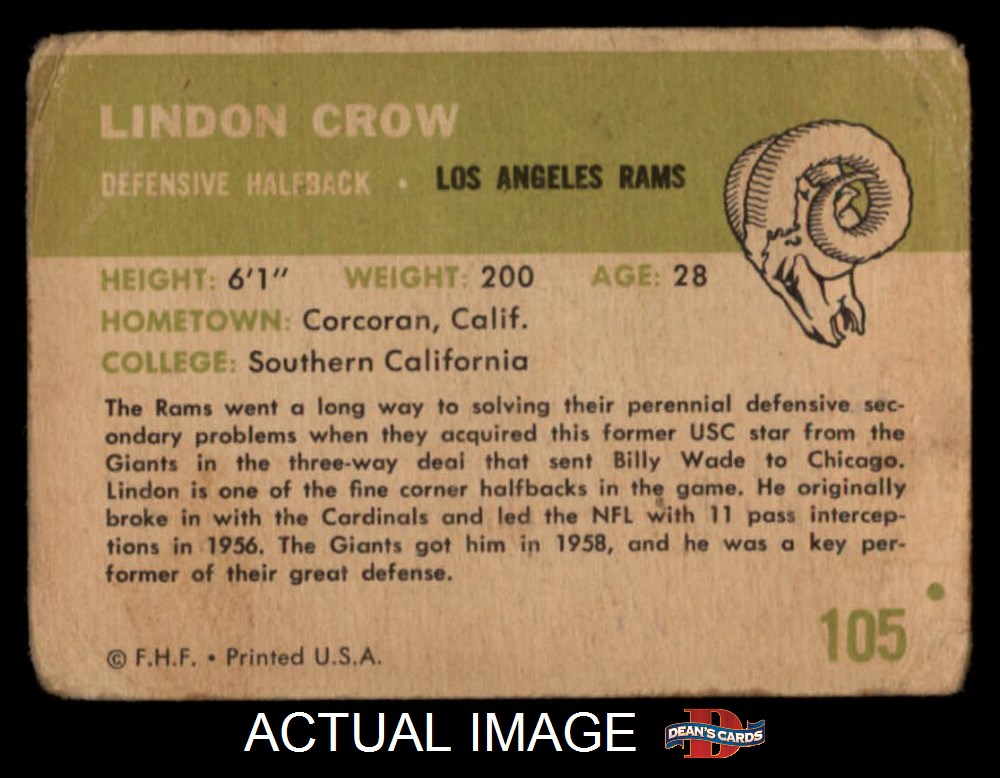 LINDON CROW
DEFENSIVE HALFBACK • LOS ANGELES RAMS
HEIGHT: 6'1" WEIGHT: 200 AGE: 28
HOMETOWN: Corcoran, Calif.
COLLEGE: Southern California
The Rams went a long way to solving their perennial defensive sec-
ondary problems when they acquired this former USC star from the
Giants in the three-way deal that sent Billy Wade to Chicago.
Lindon is one of the fine corner halfbacks in the game. He originally
broke in with the Cardinals and led the NFL with 11 pass intercep-
tions in 1956. The Giants got him in 1958, and he was a key per-
former of their great defense.
105
© F.H.F. • Printed U.S.A.
ACTUAL IMAGE
D
DEAN'S CARDS